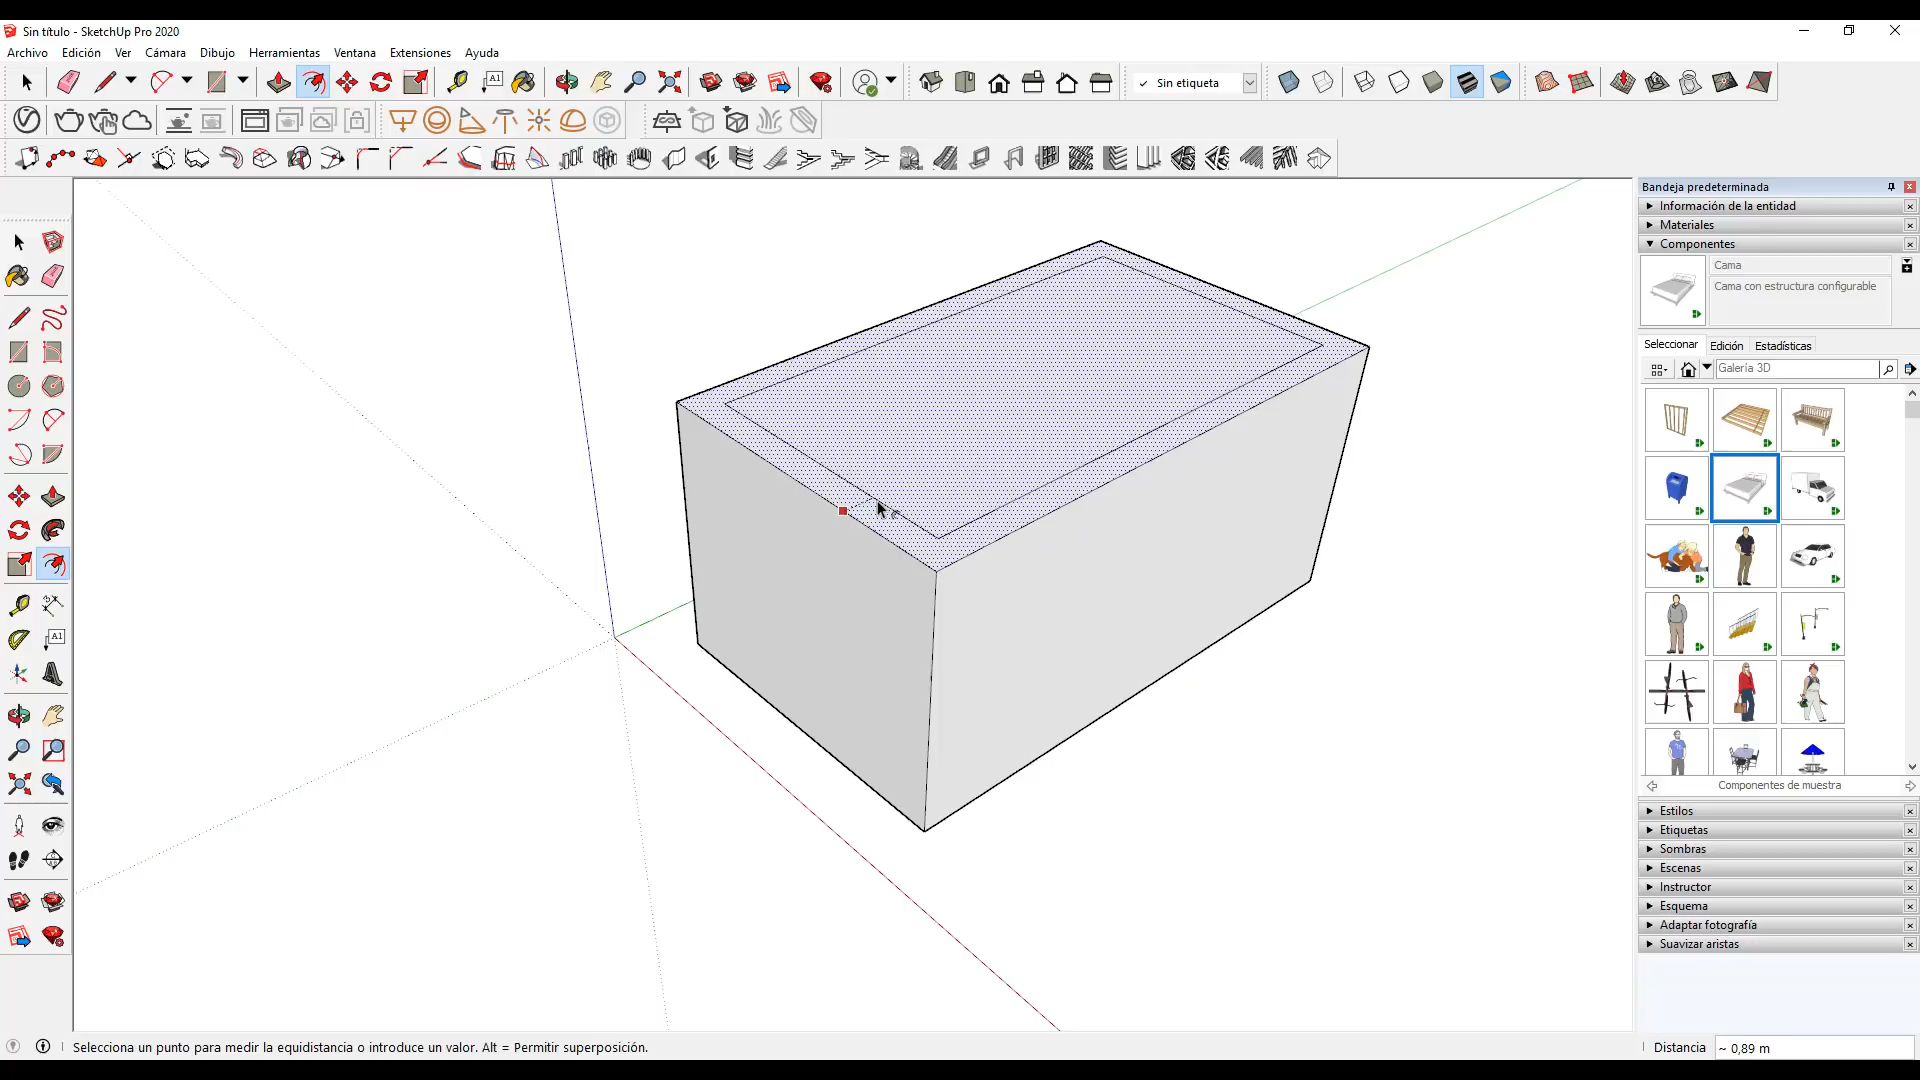 Sin título - SketchUp Pro 2020
Archivo Edición Ver Cámara Dibujo Herramientas Ventana Extensiones Ayuda
A1
Sin etiqueta
Bandeja predeterminada
Información de la entidad
Materiales
Componentes
Cama
Cama con estructura configurable
Seleccionar Edición Estadísticas
Galería 3D
A1
Componentes de muestra
Estilos
Etiquetas
Sombras
Escenas
Instructor
Esquema
Adaptar fotografía
Suavizar aristas
Selecciona un punto para medir la equidistancia o introduce un valor. Alt = Permitir superposición.
Distancia ~ 0,89 m